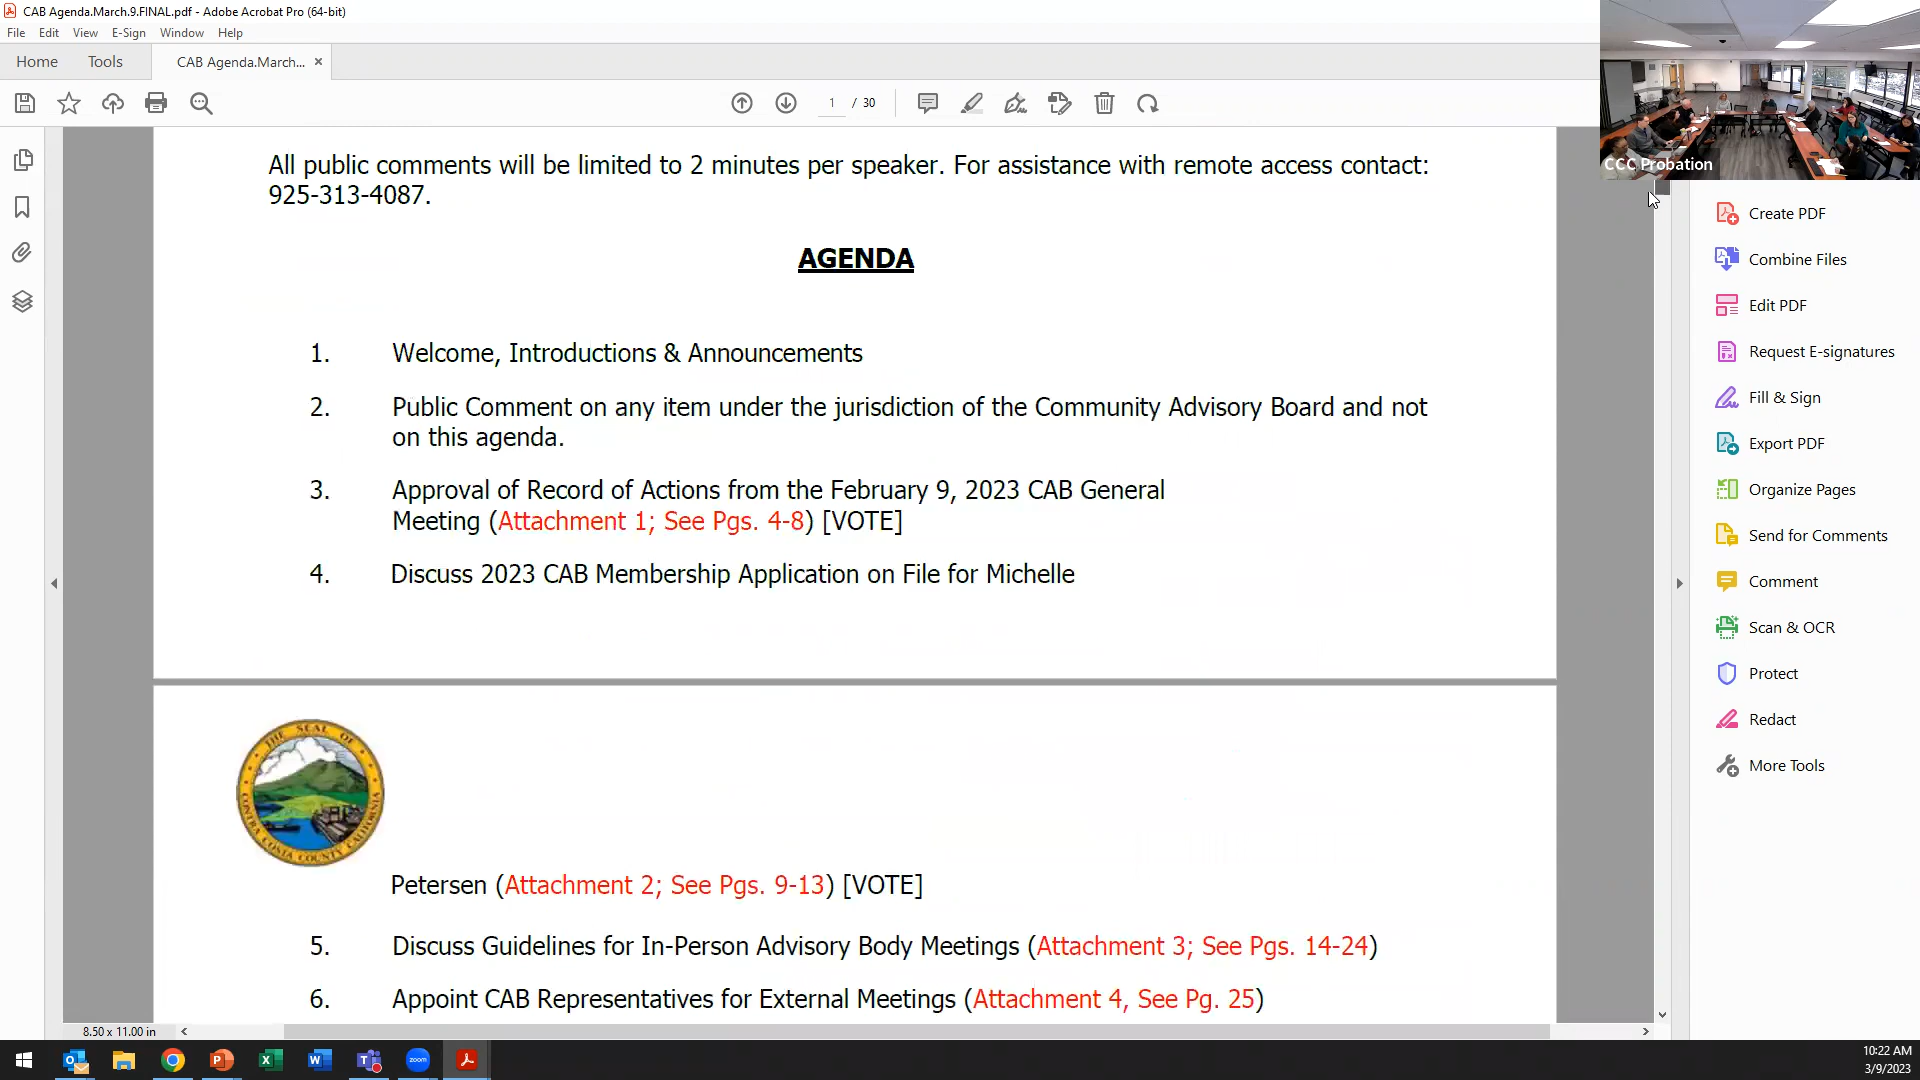 CAB Agenda.March.9.FINAL.pdf - Adobe Acrobat Pro (64-bit)
File Edit View E-Sign Window Help
Home Tools CAB Agenda.March... ×
1 / 30
CCC Probation
All public comments will be limited to 2 minutes per speaker. For assistance with remote access contact:
925-313-4087.
AGENDA
1. Welcome, Introductions & Announcements
2. Public Comment on any item under the jurisdiction of the Community Advisory Board and not
on this agenda.
3. Approval of Record of Actions from the February 9, 2023 CAB General
Meeting (Attachment 1; See Pgs. 4-8) [VOTE]
4. Discuss 2023 CAB Membership Application on File for Michelle
THE SEAL OF
CONTRA COSTA COUNTY CALIFORNIA
Petersen (Attachment 2; See Pgs. 9-13) [VOTE]
5. Discuss Guidelines for In-Person Advisory Body Meetings (Attachment 3; See Pgs. 14-24)
6. Appoint CAB Representatives for External Meetings (Attachment 4, See Pg. 25)
Create PDF
Combine Files
Edit PDF
Request E-signatures
Fill & Sign
Export PDF
Organize Pages
Send for Comments
Comment
Scan & OCR
Protect
Redact
More Tools
8.50 x 11.00 in
zoom
10:22 AM
3/9/2023